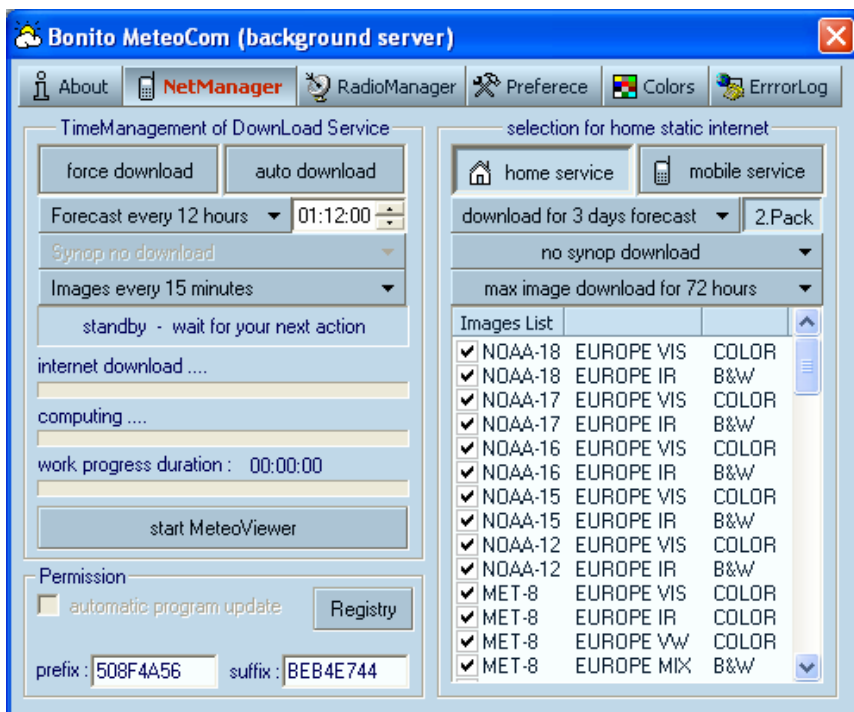 Bonito MeteoCom (background server)
About NetManager RadioManager Preferece Colors ErrrorLog
TimeManagement of DownLoad Service
force download auto download
Forecast every 12 hours 01:12:00
Synop no download
Images every 15 minutes
standby - wait for your next action
internet download ....
computing ....
work progress duration : 00:00:00
start MeteoViewer
Permission
automatic program update Registry
prefix : 508F4A56 suffix : BEB4E744
selection for home static internet
home service mobile service
download for 3 days forecast 2.Pack
no synop download
max image download for 72 hours
Images List
NOAA-18 EUROPE VIS COLOR
NOAA-18 EUROPE IR B&W
NOAA-17 EUROPE VIS COLOR
NOAA-17 EUROPE IR B&W
NOAA-16 EUROPE VIS COLOR
NOAA-16 EUROPE IR B&W
NOAA-15 EUROPE VIS COLOR
NOAA-15 EUROPE IR B&W
NOAA-12 EUROPE VIS COLOR
NOAA-12 EUROPE IR B&W
MET-8 EUROPE VIS COLOR
MET-8 EUROPE IR COLOR
MET-8 EUROPE VW COLOR
MET-8 EUROPE MIX B&W